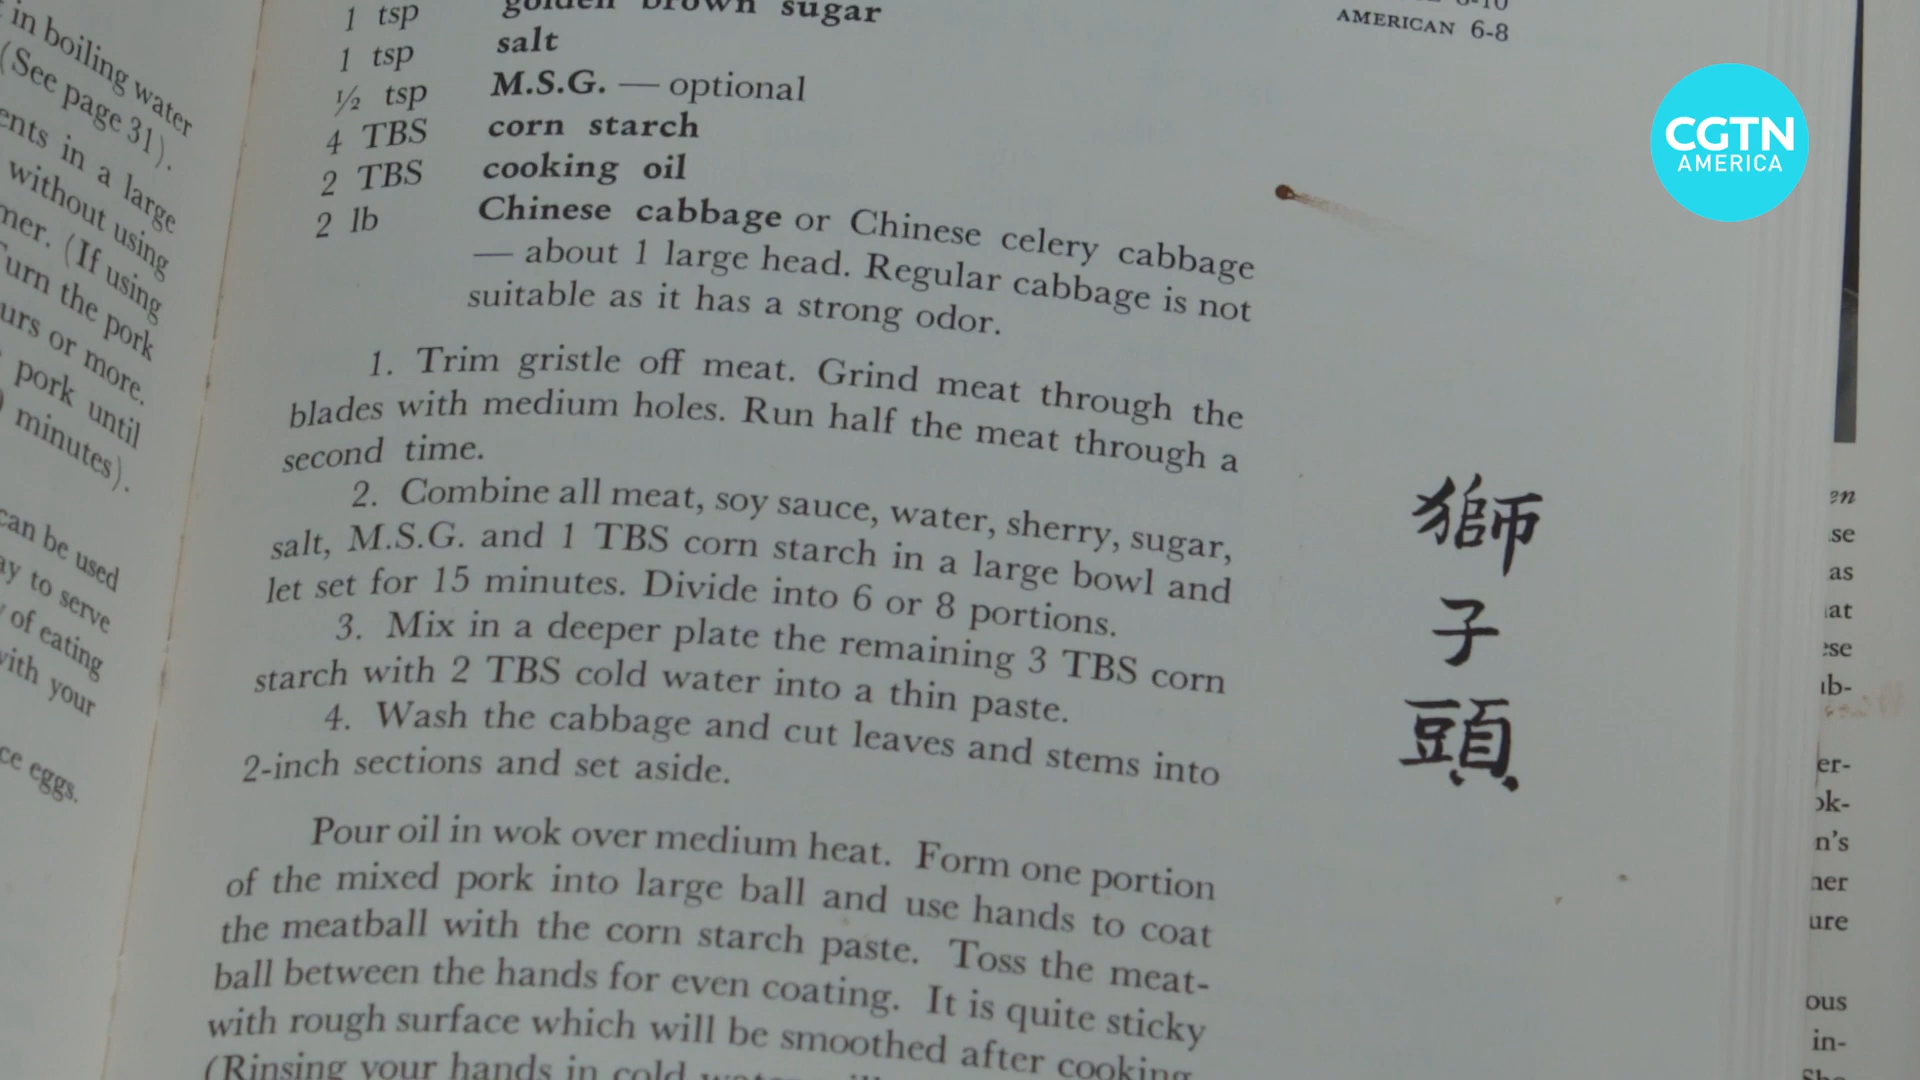 in boiling water
(See page 31).
in a large
without using
(If using
Turn the pork
or more.
pork until
minutes).
can be used
to serve
of eating
with your
eggs.
1 tsp golden brown sugar
1 tsp salt
½ tsp M.S.G. — optional
4 TBS corn starch
2 TBS cooking oil
2 lb Chinese cabbage or Chinese celery cabbage
— about 1 large head. Regular cabbage is not
suitable as it has a strong odor.
1. Trim gristle off meat. Grind meat through the
blades with medium holes. Run half the meat through a
second time.
2. Combine all meat, soy sauce, water, sherry, sugar,
salt, M.S.G. and 1 TBS corn starch in a large bowl and
let set for 15 minutes. Divide into 6 or 8 portions.
3. Mix in a deeper plate the remaining 3 TBS corn
starch with 2 TBS cold water into a thin paste.
4. Wash the cabbage and cut leaves and stems into
2-inch sections and set aside.
Pour oil in wok over medium heat. Form one portion
of the mixed pork into large ball and use hands to coat
the meatball with the corn starch paste. Toss the meat-
ball between the hands for even coating. It is quite sticky
with rough surface which will be smoothed after cooking.
(Rinsing your hands in cold
AMERICAN 6-8
獅子頭
CGTN
AMERICA